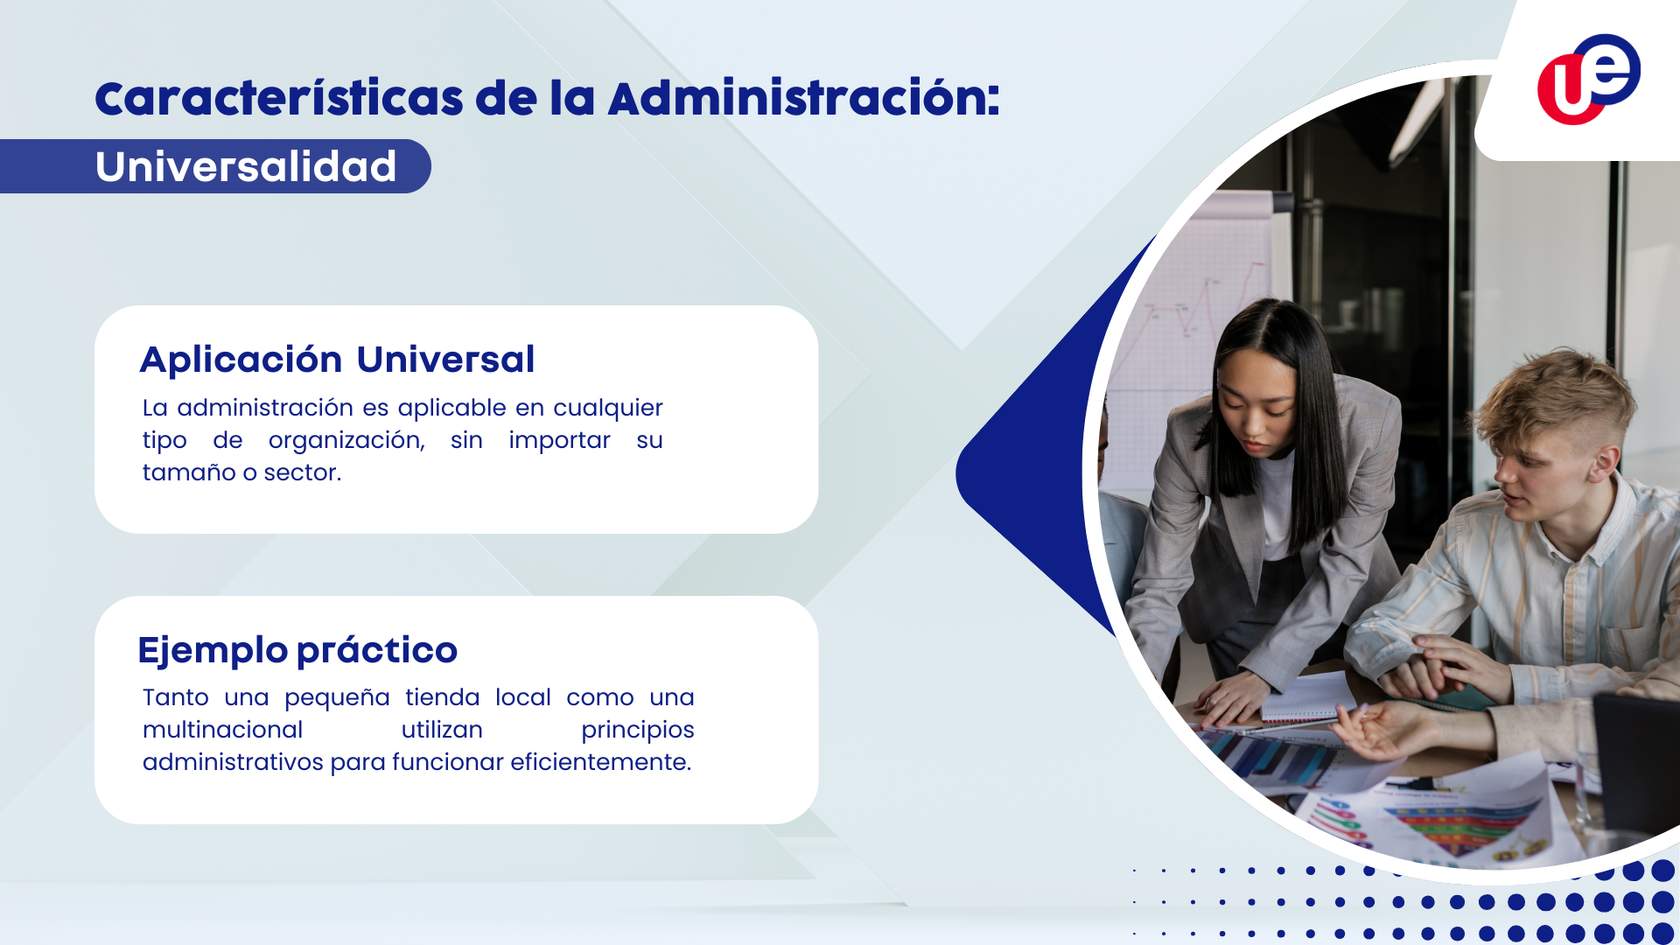 Características de la Administración:
Universalidad
ue
Aplicación Universal
La administración es aplicable en cualquier
tipo de organización, sin importar su
tamaño o sector.
Ejemplo práctico
Tanto una pequeña tienda local como una
multinacional utilizan principios
administrativos para funcionar eficientemente.